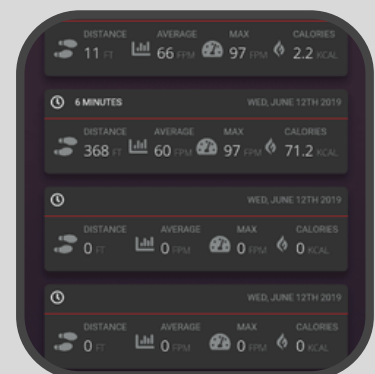 DISTANCE AVERAGE MAX CALORIES
11 FT 66 FPM 97 FPM 2.2 KCAL
6 MINUTES WED, JUNE 12TH 2019
DISTANCE AVERAGE MAX CALORIES
368 FT 60 FPM 97 FPM 71.2 KCAL
WED, JUNE 12TH 2019
DISTANCE AVERAGE MAX CALORIES
0 FT 0 FPM 0 FPM 0 KCAL
WED, JUNE 12TH 2019
DISTANCE AVERAGE MAX CALORIES
0 FT 0 FPM 0 FPM 0 KCAL